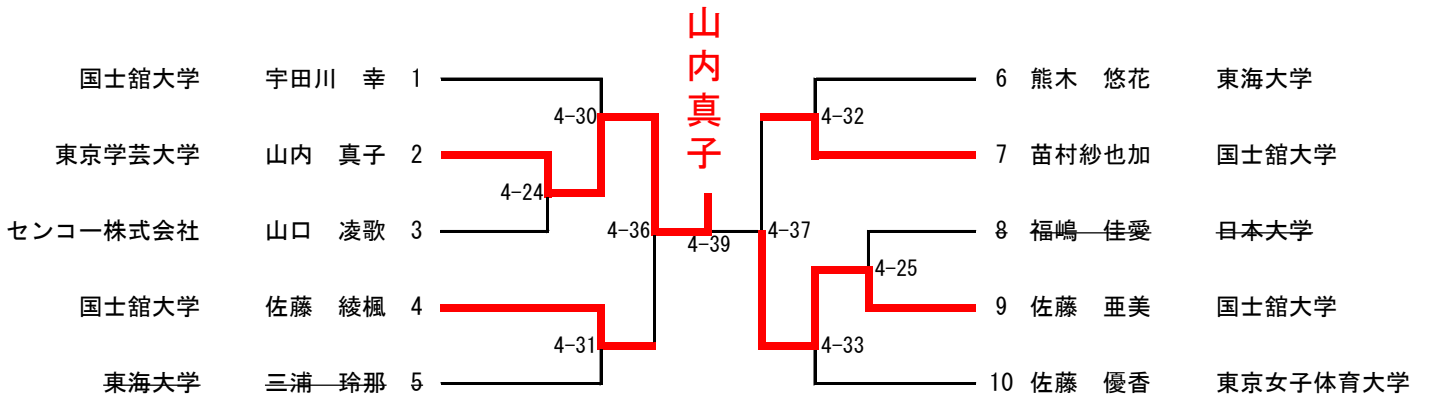 山内真子
国士舘大学 宇田川 幸 1
4-30
東京学芸大学 山内 真子 2
4-24
センコー株式会社 山口 凌歌 3
4-36
国士舘大学 佐藤 綾楓 4
4-31
東海大学 三浦 玲那 5
4-39
6 熊木 悠花 東海大学
4-32
7 苗村紗也加 国士舘大学
4-37
8 福嶋 佳愛 日本大学
4-25
9 佐藤 亜美 国士舘大学
4-33
10 佐藤 優香 東京女子体育大学